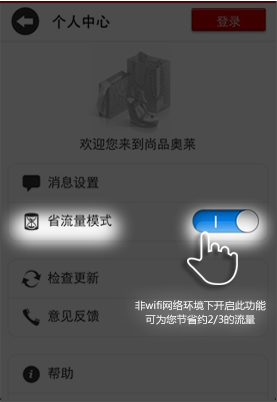 个人中心
登录
欢迎您来到尚品奥莱
消息设置
省流量模式
检查更新
非wifi网络环境下开启此功能
可为您节省约2/3的流量
意见反馈
帮助